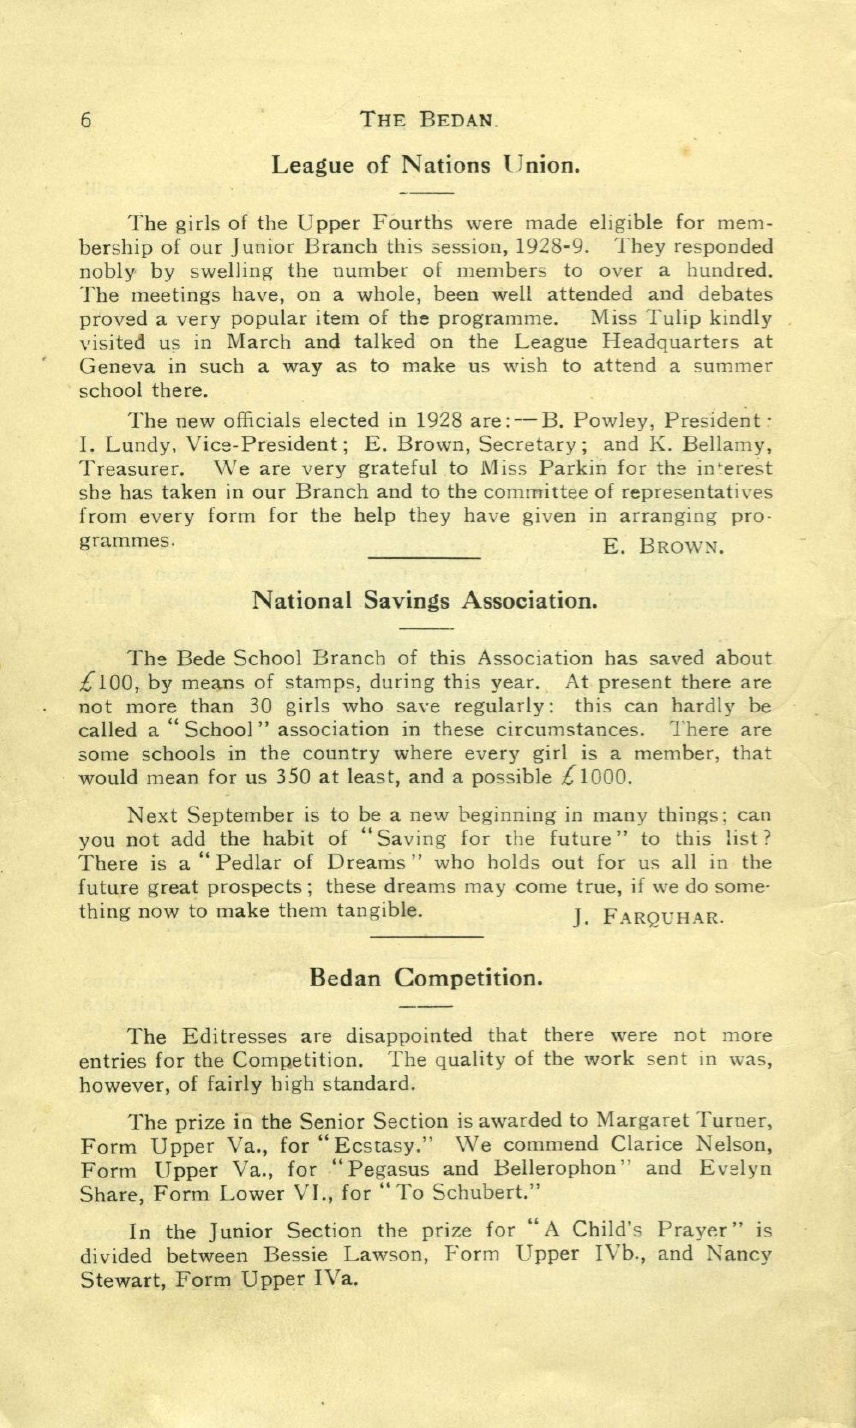 6
THE BEDAN.
League of Nations Union.
The girls of the Upper Fourths were made eligible for mem-
bership of our Junior Branch this session, 1928-9. They responded
nobly by swelling the number of members to over a hundred.
The meetings have, on a whole, been well attended and debates
proved a very popular item of the programme. Miss Tulip kindly
visited us in March and talked on the League Headquarters at
Geneva in such a way as to make us wish to attend a summer
school there.
The new officials elected in 1928 are:—B. Powley, President;
I. Lundy, Vice-President; E. Brown, Secretary; and K. Bellamy,
Treasurer. We are very grateful to Miss Parkin for the interest
she has taken in our Branch and to the committee of representatives
from every form for the help they have given in arranging pro-
grammes.
E. BROWN.
National Savings Association.
The Bede School Branch of this Association has saved about
£100, by means of stamps, during this year. At present there are
not more than 30 girls who save regularly: this can hardly be
called a "School" association in these circumstances. There are
some schools in the country where every girl is a member, that
would mean for us 350 at least, and a possible £1000.
Next September is to be a new beginning in many things; can
you not add the habit of "Saving for the future" to this list?
There is a "Pedlar of Dreams" who holds out for us all in the
future great prospects; these dreams may come true, if we do some-
thing now to make them tangible.
J. FARQUHAR.
Bedan Competition.
The Editresses are disappointed that there were not more
entries for the Competition. The quality of the work sent in was,
however, of fairly high standard.
The prize in the Senior Section is awarded to Margaret Turner,
Form Upper Va., for "Ecstasy." We commend Clarice Nelson,
Form Upper Va., for "Pegasus and Bellerophon" and Evelyn
Share, Form Lower VI., for "To Schubert."
In the Junior Section the prize for "A Child's Prayer" is
divided between Bessie Lawson, Form Upper IVb., and Nancy
Stewart, Form Upper IVa.